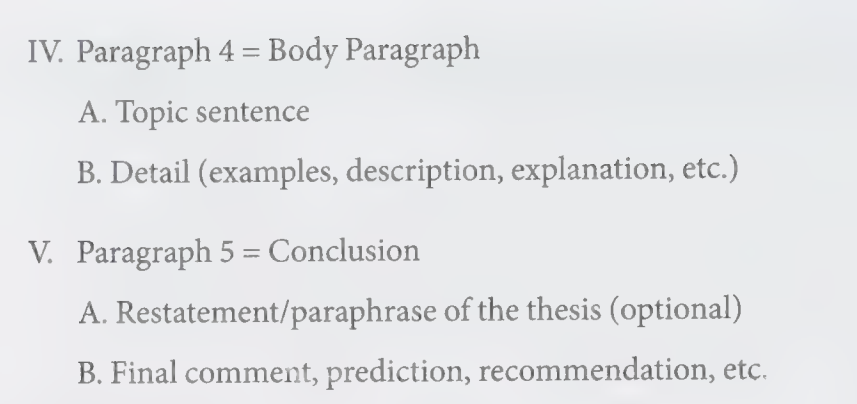 IV. Paragraph 4 = Body Paragraph
A. Topic sentence
B. Detail (examples, description, explanation, etc.)
V. Paragraph 5 = Conclusion
A. Restatement/paraphrase of the thesis (optional)
B. Final comment, prediction, recommendation, etc.